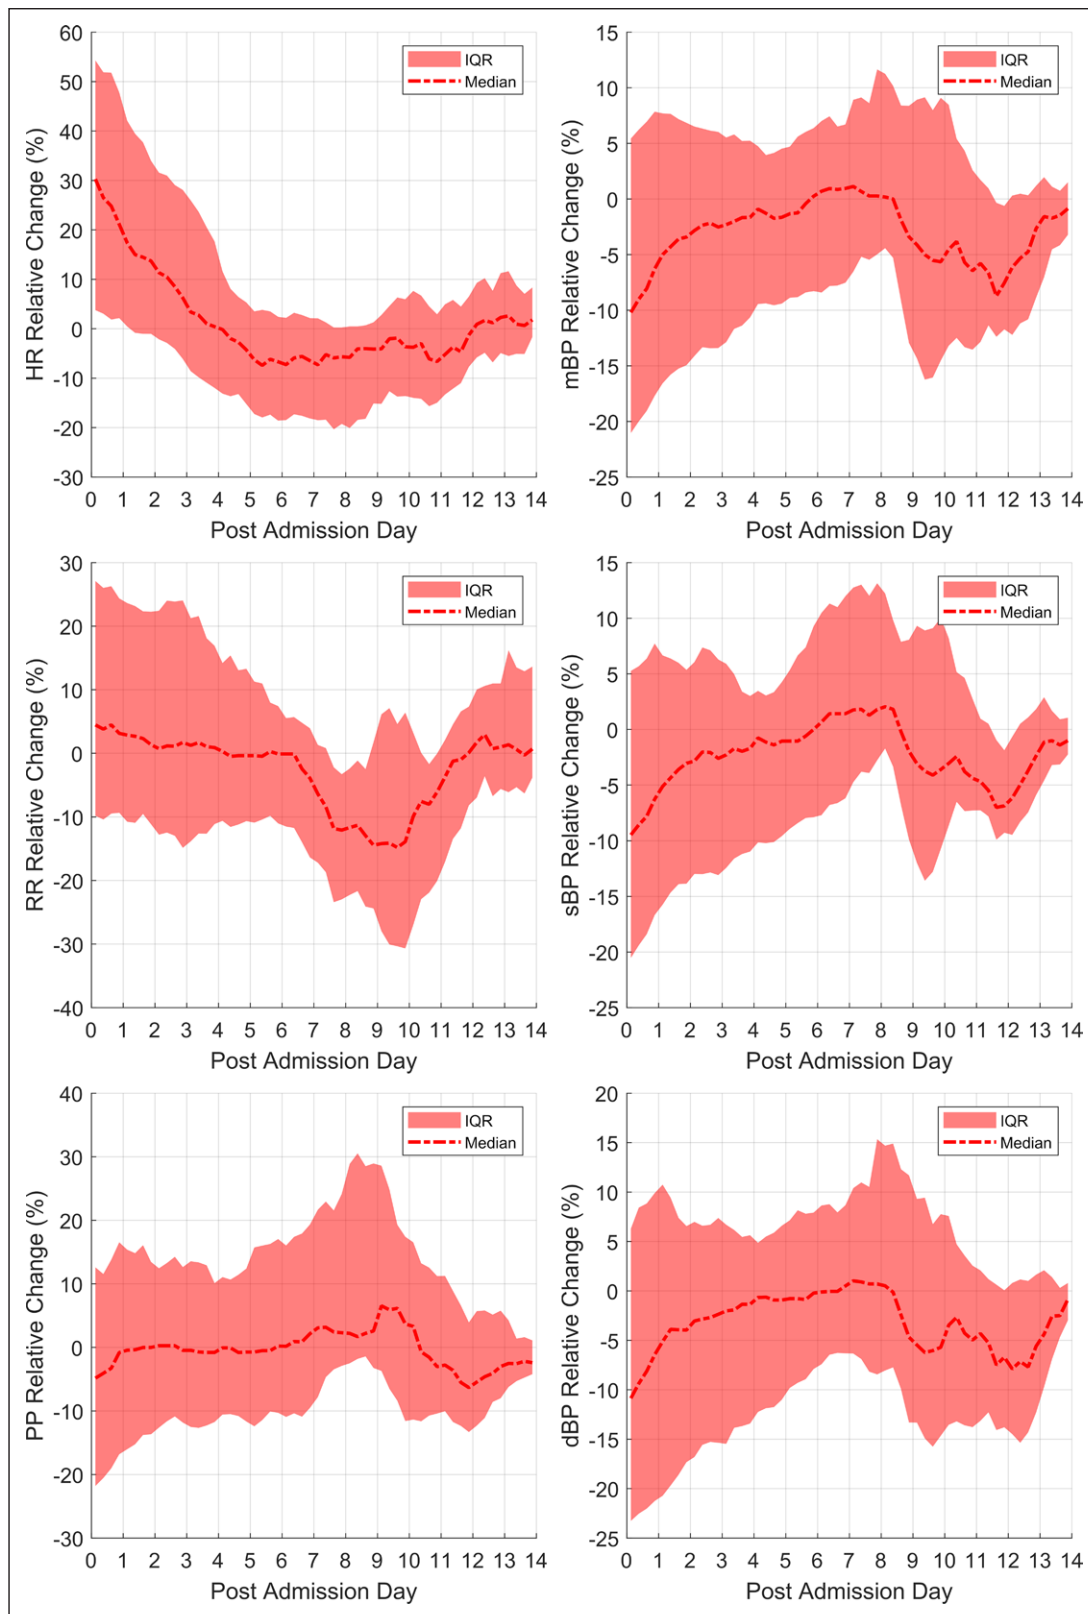 60
50
40
30
20
10
0
-10
-20
-30
HR Relative Change (%)
IQR
Median
0 1 2 3 4 5 6 7 8 9 10 11 12 13 14
Post Admission Day
15
10
5
0
-5
-10
-15
-20
-25
mBP Relative Change (%)
IQR
Median
0 1 2 3 4 5 6 7 8 9 10 11 12 13 14
Post Admission Day
30
20
10
0
-10
-20
-30
-40
RR Relative Change (%)
IQR
Median
0 1 2 3 4 5 6 7 8 9 10 11 12 13 14
Post Admission Day
15
10
5
0
-5
-10
-15
-20
-25
sBP Relative Change (%)
IQR
Median
0 1 2 3 4 5 6 7 8 9 10 11 12 13 14
Post Admission Day
40
30
20
10
0
-10
-20
-30
PP Relative Change (%)
IQR
Median
0 1 2 3 4 5 6 7 8 9 10 11 12 13 14
Post Admission Day
20
15
10
5
0
-5
-10
-15
-20
-25
dBP Relative Change (%)
IQR
Median
0 1 2 3 4 5 6 7 8 9 10 11 12 13 14
Post Admission Day